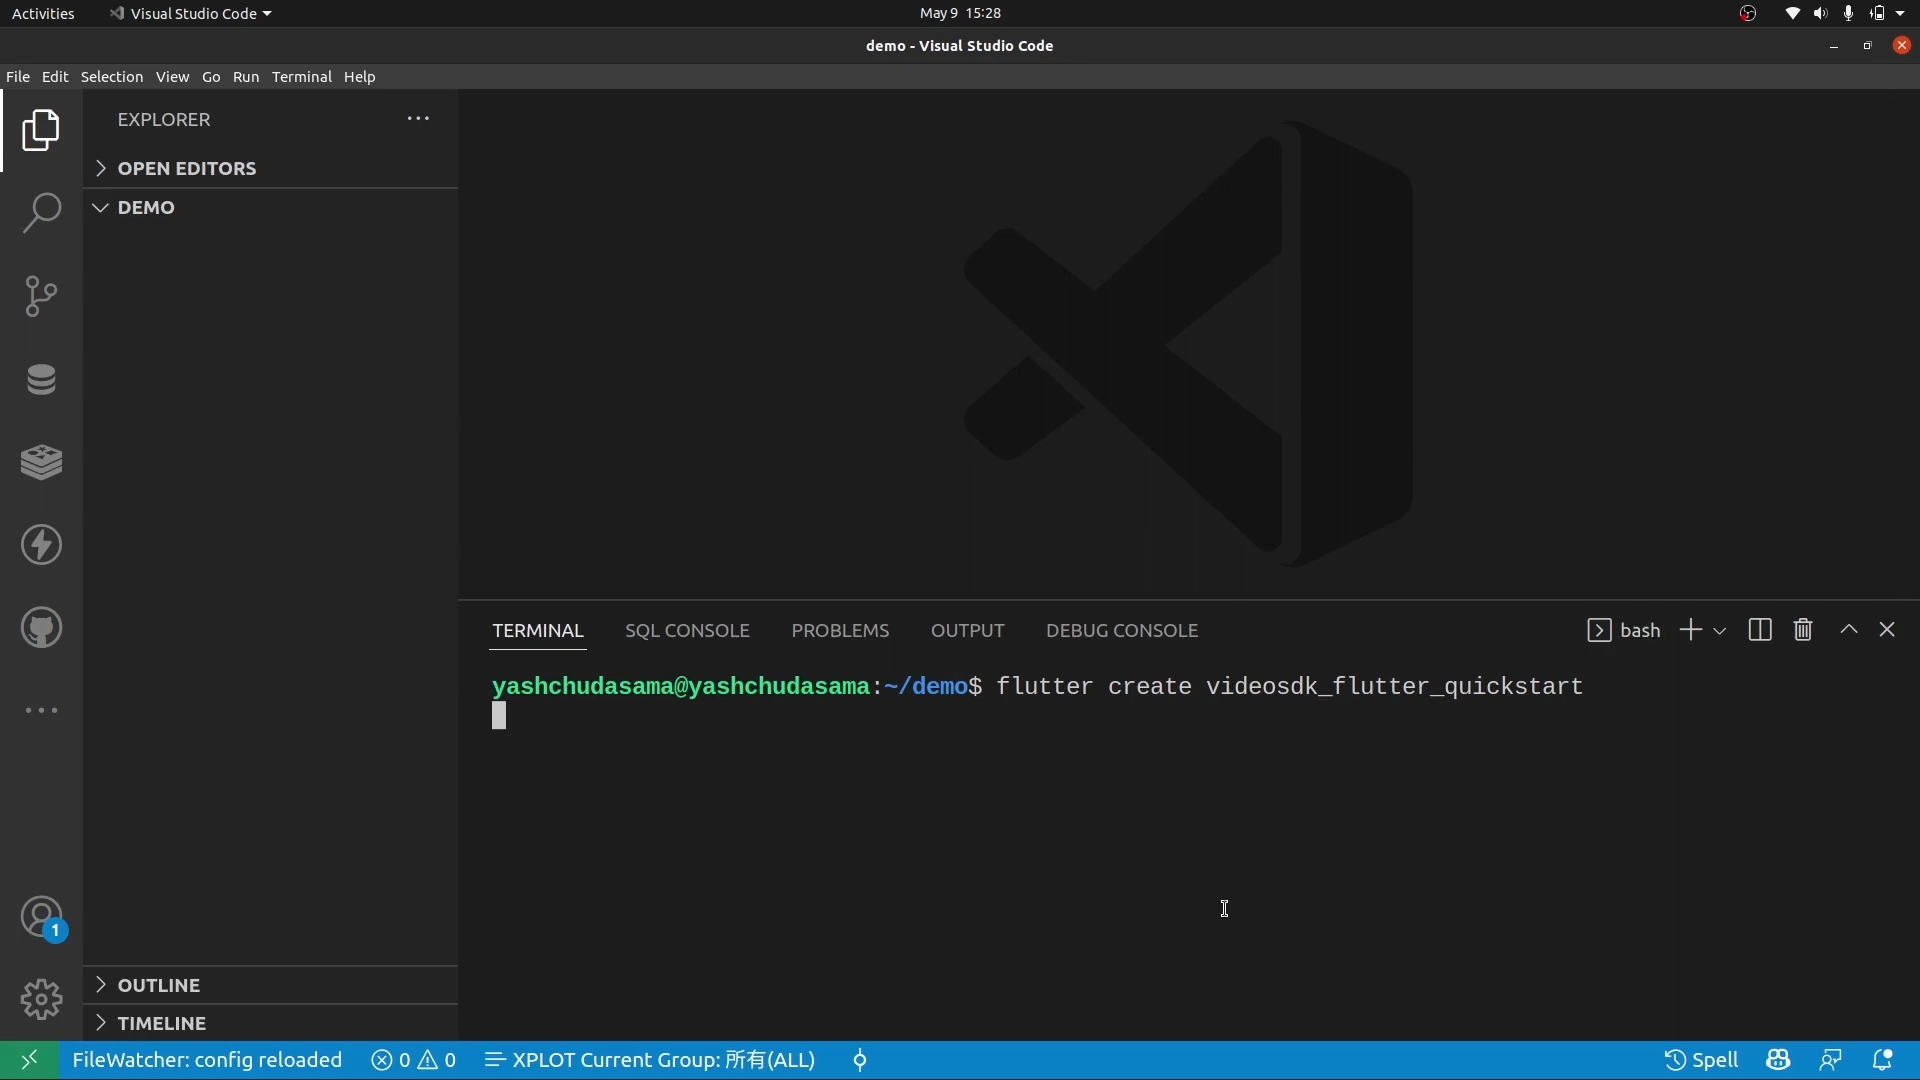 Activities Visual Studio Code May 9 15:28
demo - Visual Studio Code
File Edit Selection View Go Run Terminal Help
EXPLORER
OPEN EDITORS
DEMO
TERMINAL SQL CONSOLE PROBLEMS OUTPUT DEBUG CONSOLE bash
yashchudasama@yashchudasama:~/demo$ flutter create videosdk_flutter_quickstart
1
OUTLINE
TIMELINE
FileWatcher: config reloaded 0 0 XPLOT Current Group: 所有(ALL) Spell